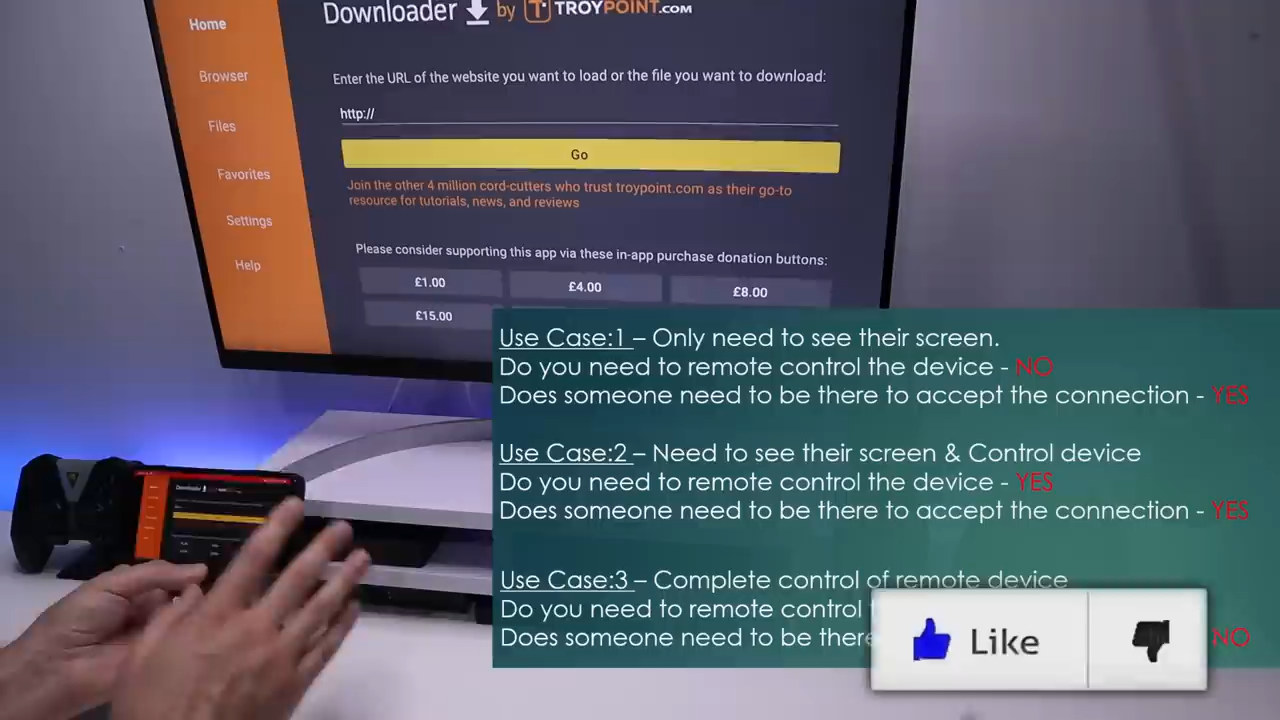 Home
Browser
Files
Favorites
Settings
Help
Downloader by TROYPOINT.COM
Enter the URL of the website you want to load or the file you want to download:
http://
Go
Join the other 4 million cord-cutters who trust troypoint.com as their go-to
resource for tutorials, news, and reviews
Please consider supporting this app via these in-app purchase donation buttons:
£1.00 £4.00 £8.00
£15.00
Use Case:1 – Only need to see their screen.
Do you need to remote control the device - NO
Does someone need to be there to accept the connection - YES
Use Case:2 – Need to see their screen & Control device
Do you need to remote control the device - YES
Does someone need to be there to accept the connection - YES
Use Case:3 – Complete control of remote device
Do you need to remote control
Does someone need to be there NO
Like
Downloader